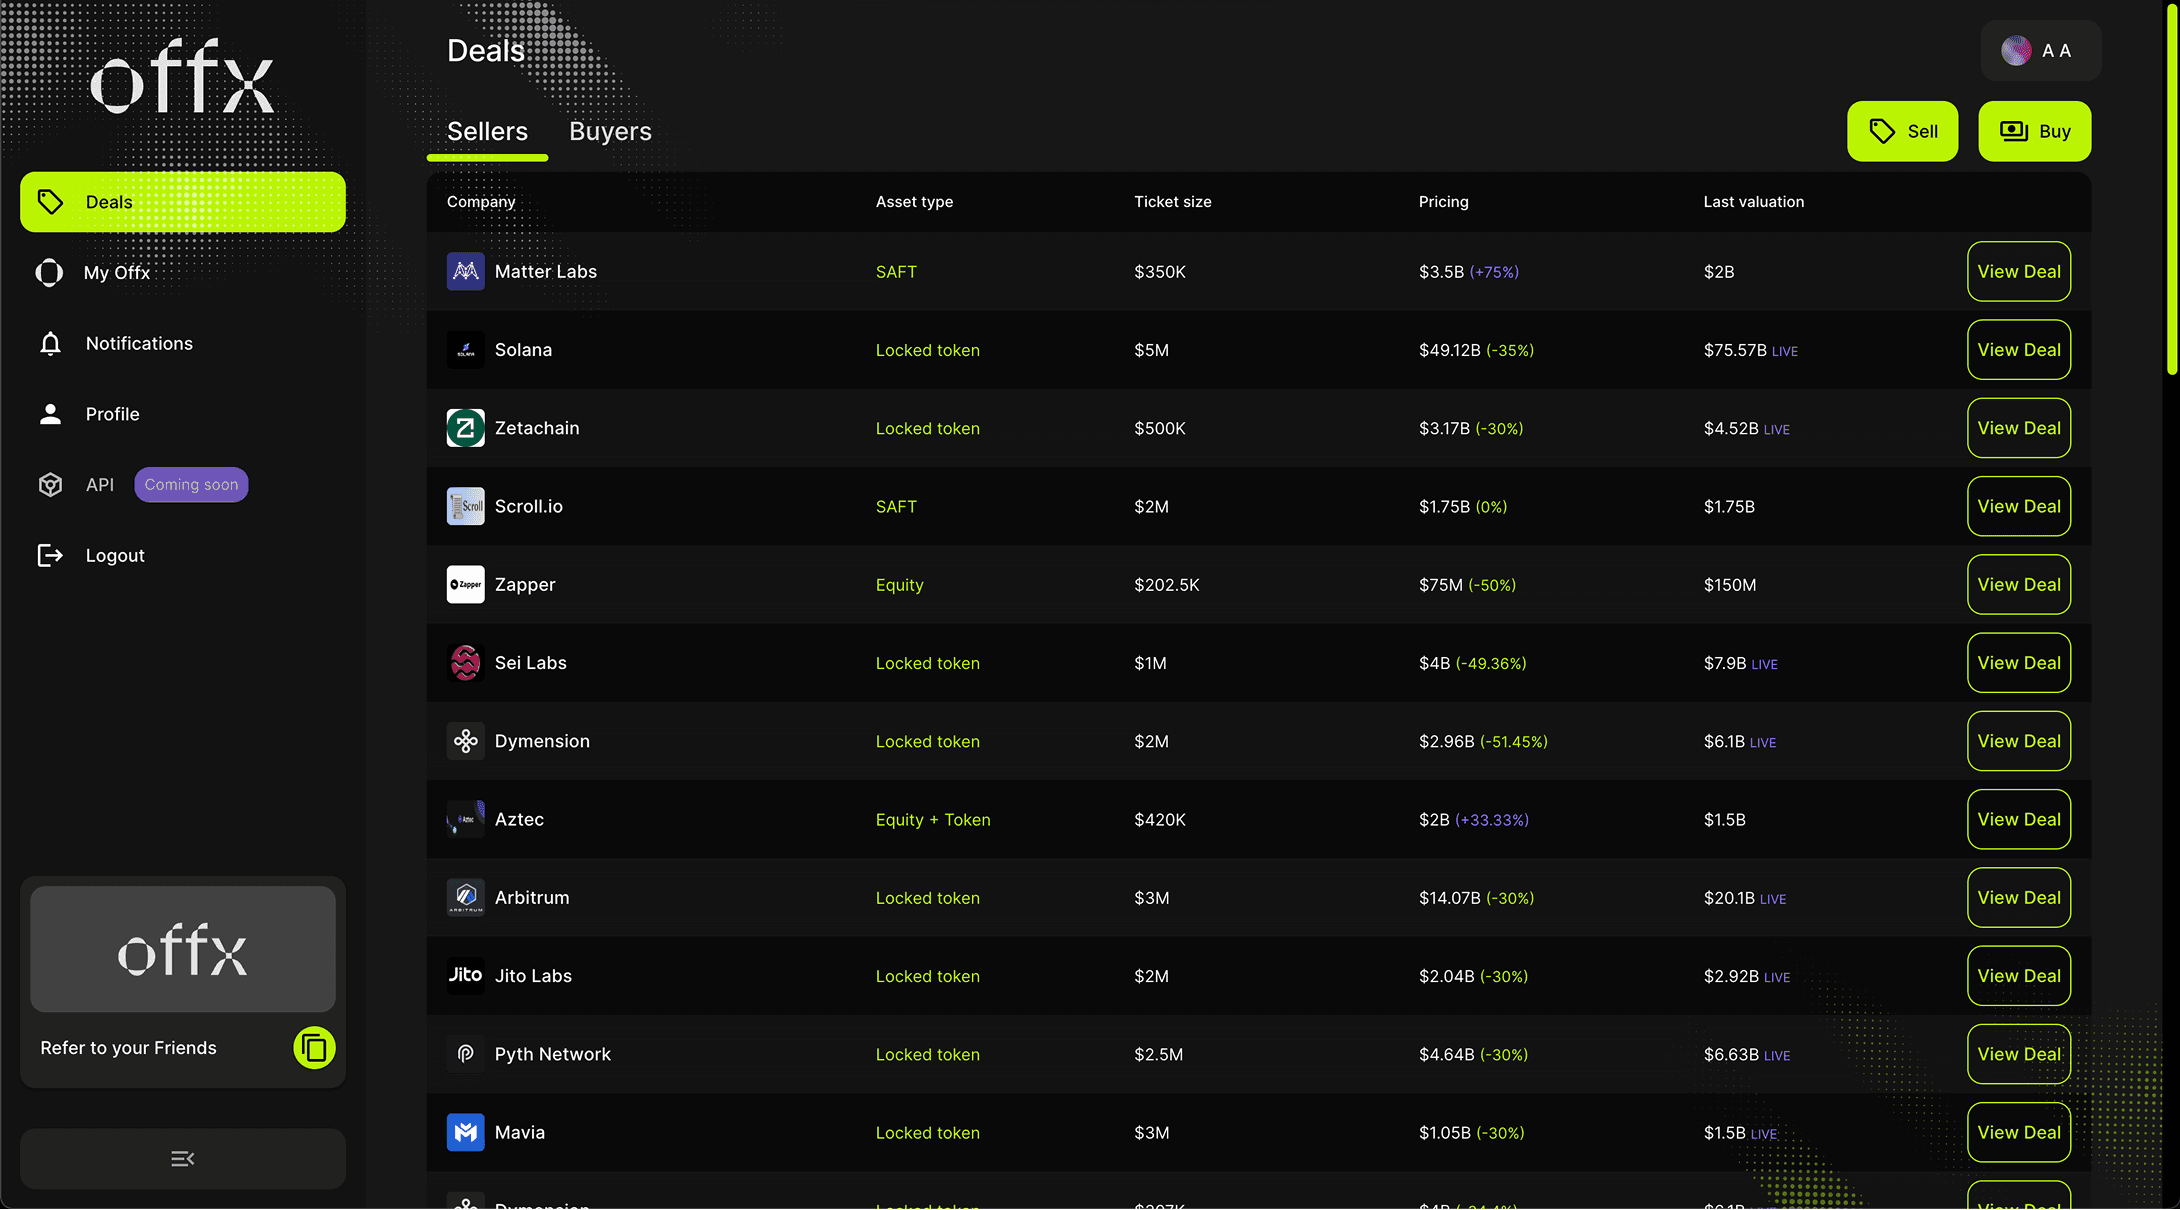 offx
Deals
My Offx
Notifications
Profile
API Coming soon
Logout
offx
Refer to your Friends
Deals
A A
Sellers Buyers
Sell Buy
Company Asset type Ticket size Pricing Last valuation
Matter Labs SAFT $350K $3.5B (+75%) $2B View Deal
SOLANA Solana Locked token $5M $49.12B (-35%) $75.57B LIVE View Deal
Zetachain Locked token $500K $3.17B (-30%) $4.52B LIVE View Deal
Scroll Scroll.io SAFT $2M $1.75B (0%) $1.75B View Deal
Zapper Zapper Equity $202.5K $75M (-50%) $150M View Deal
Sei Labs Locked token $1M $4B (-49.36%) $7.9B LIVE View Deal
Dymension Locked token $2M $2.96B (-51.45%) $6.1B LIVE View Deal
Aztec Aztec Equity + Token $420K $2B (+33.33%) $1.5B View Deal
ARBITRUM Arbitrum Locked token $3M $14.07B (-30%) $20.1B LIVE View Deal
Jito Jito Labs Locked token $2M $2.04B (-30%) $2.92B LIVE View Deal
Pyth Network Locked token $2.5M $4.64B (-30%) $6.63B LIVE View Deal
Mavia Locked token $3M $1.05B (-30%) $1.5B LIVE View Deal